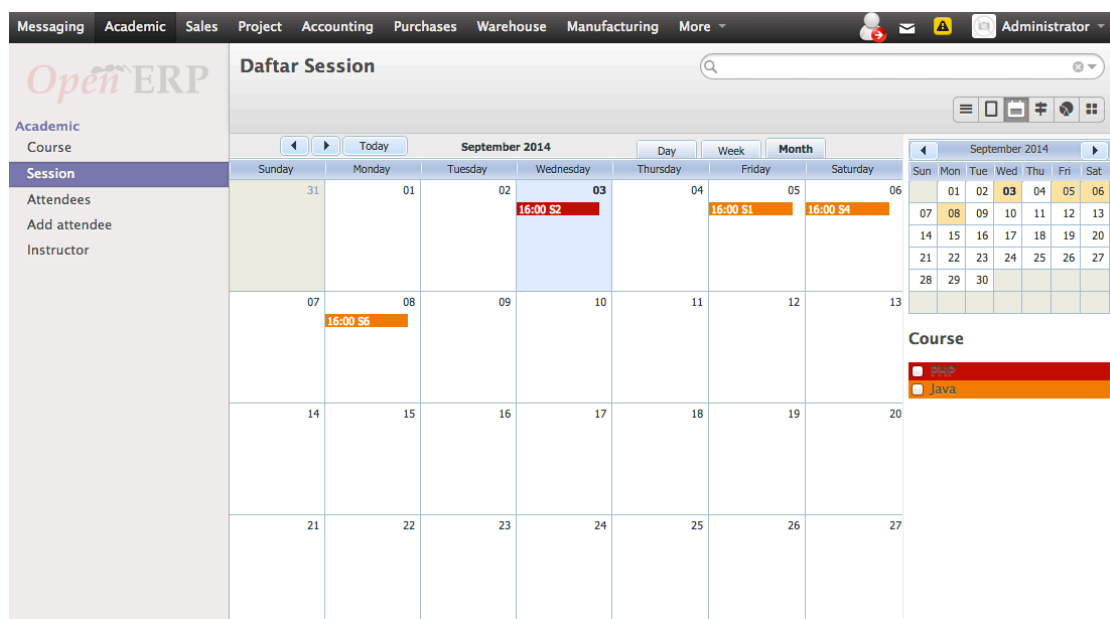 Messaging Academic Sales Project Accounting Purchases Warehouse Manufacturing More Administrator
Open ERP
Academic
Course
Session
Attendees
Add attendee
Instructor
Daftar Session
Today September 2014 Day Week Month
Sunday Monday Tuesday Wednesday Thursday Friday Saturday
31 01 02 03 04 05 06
16:00 S2 16:00 S1 16:00 S4
07 08 09 10 11 12 13
16:00 S6
14 15 16 17 18 19 20
21 22 23 24 25 26 27
September 2014
Sun Mon Tue Wed Thu Fri Sat
01 02 03 04 05 06
07 08 09 10 11 12 13
14 15 16 17 18 19 20
21 22 23 24 25 26 27
28 29 30
Course
PHP
Java